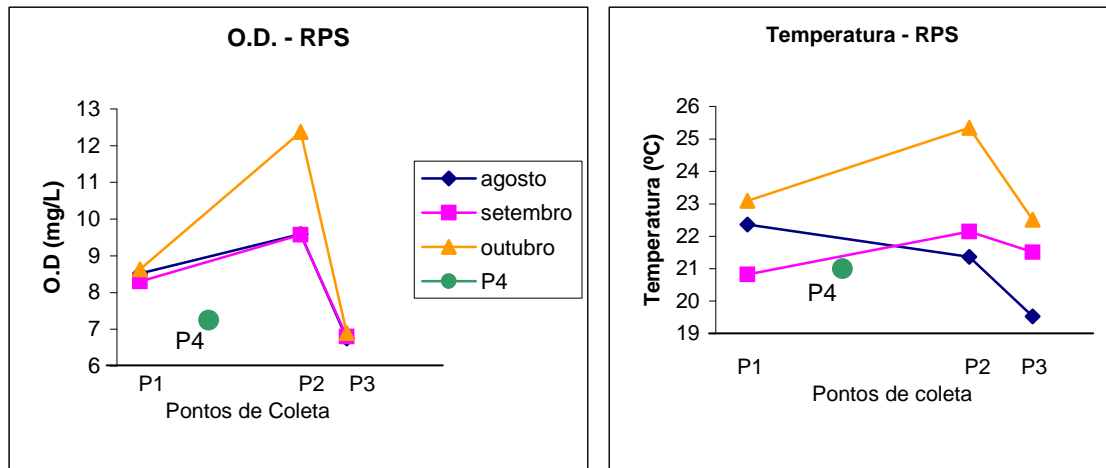 O.D. - RPS
13
12
11
10
9
8
7
6
O.D (mg/L)
P4
P1
P2
P3
Pontos de Coleta
agosto
setembro
outubro
P4
Temperatura - RPS
26
25
24
23
22
21
20
19
Temperatura (ºC)
P4
P1
P2
P3
Pontos de coleta